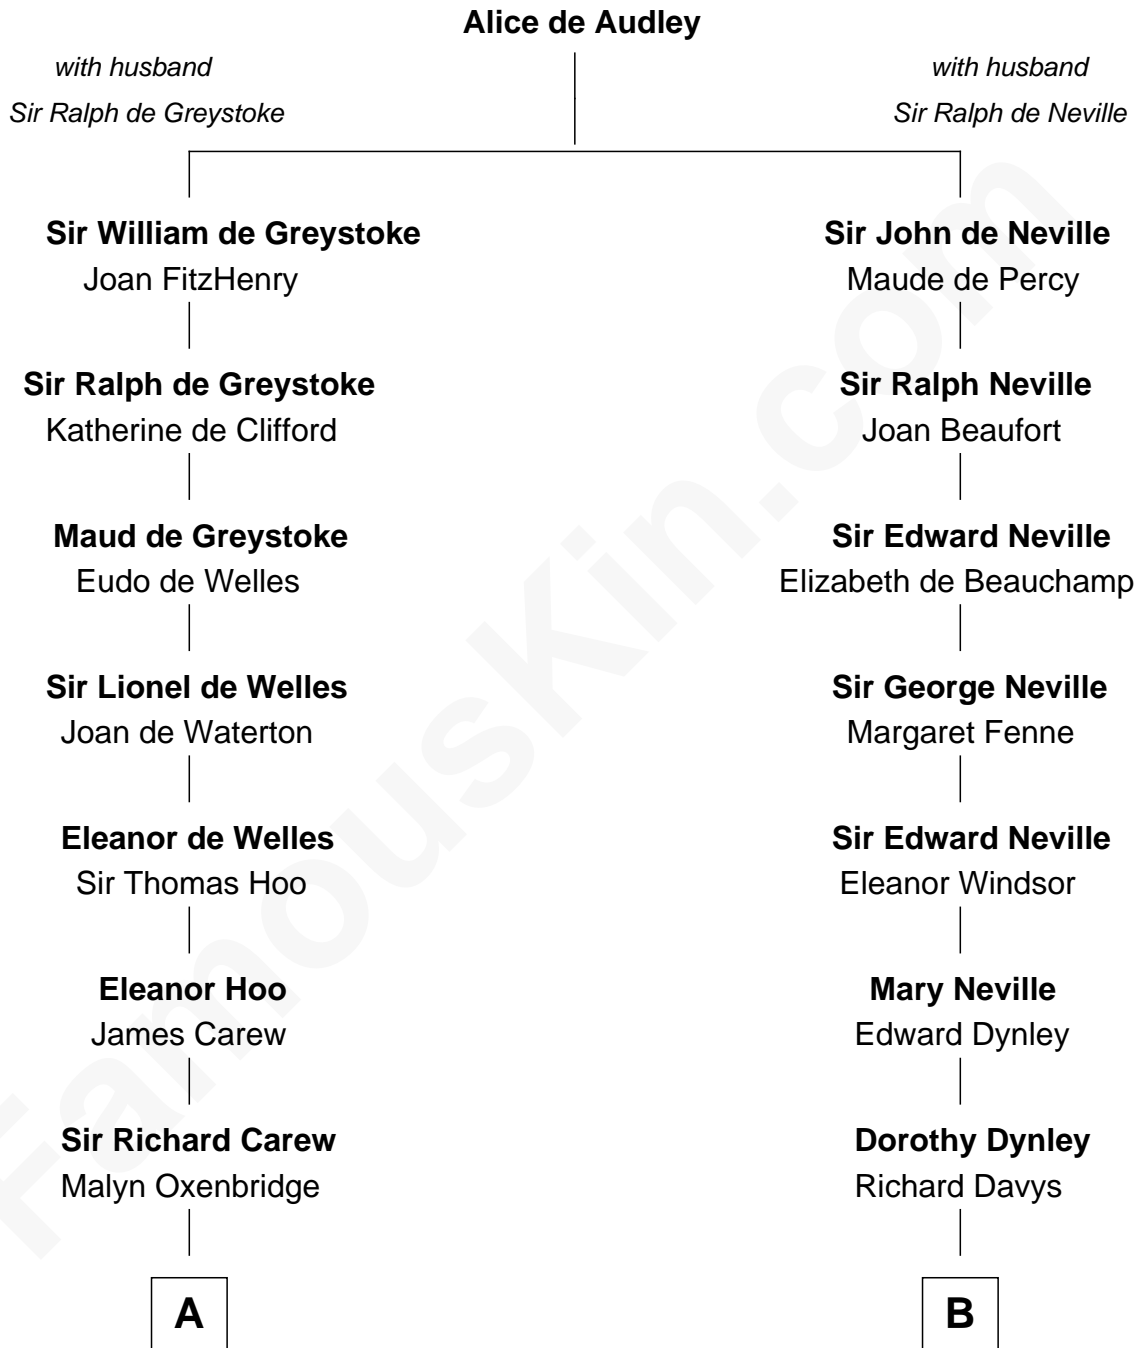 Alice de Audley
with husband
Sir Ralph de Greystoke
with husband
Sir Ralph de Neville
Sir William de Greystoke
Joan FitzHenry
Sir Ralph de Greystoke
Katherine de Clifford
Maud de Greystoke
Eudo de Welles
Sir Lionel de Welles
Joan de Waterton
Eleanor de Welles
Sir Thomas Hoo
Eleanor Hoo
James Carew
Sir Richard Carew
Malyn Oxenbridge
A
Sir John de Neville
Maude de Percy
Sir Ralph Neville
Joan Beaufort
Sir Edward Neville
Elizabeth de Beauchamp
Sir George Neville
Margaret Fenne
Sir Edward Neville
Eleanor Windsor
Mary Neville
Edward Dynley
Dorothy Dynley
Richard Davys
B
FamousKin.com